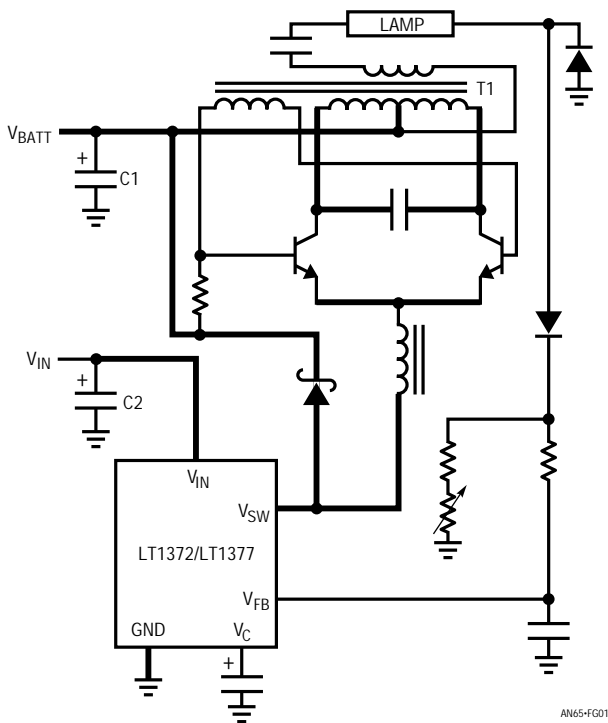 LAMP
T1
VBATT
+
C1
VIN
+
C2
VIN
VSW
LT1372/LT1377
VFB
GND
VC
+
AN65•FG01